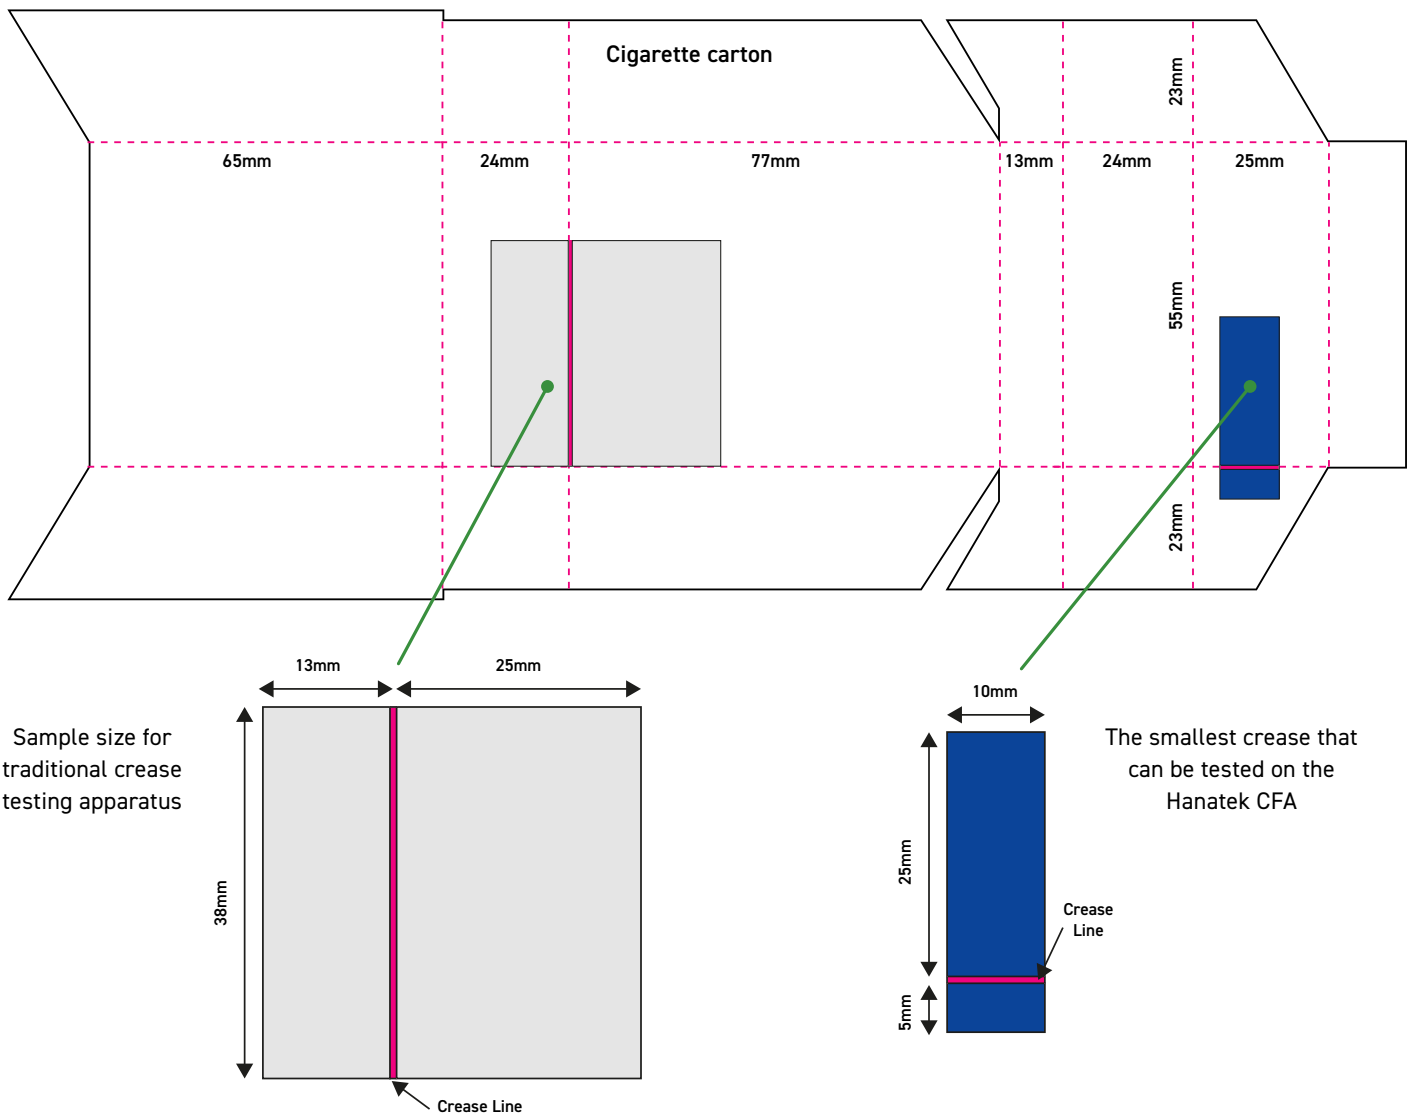 Cigarette carton
23mm
65mm
24mm
77mm
13mm
24mm
25mm
55mm
23mm
13mm
25mm
Sample size for
traditional crease
testing apparatus
38mm
Crease Line
10mm
The smallest crease that
can be tested on the
Hanatek CFA
25mm
Crease
Line
5mm